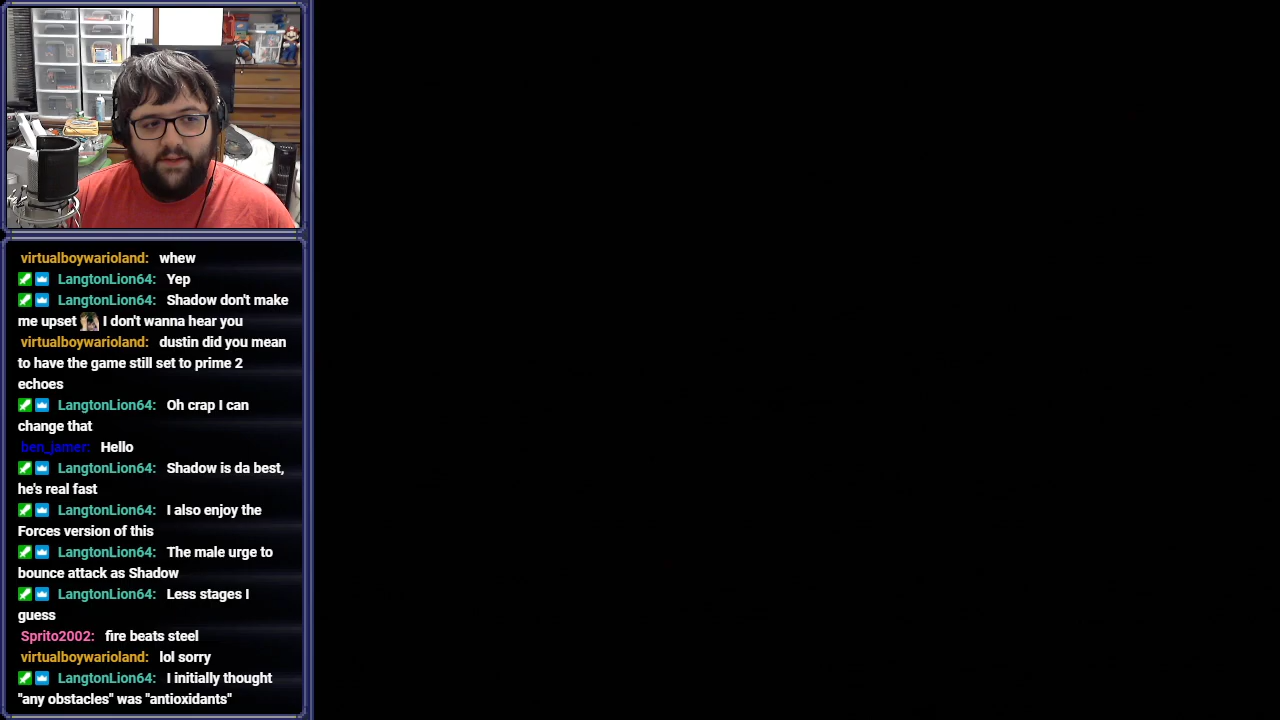 virtualboywarioland: whew
LangtonLion64: Yep
LangtonLion64: Shadow don't make
me upset I don't wanna hear you
virtualboywarioland: dustin did you mean
to have the game still set to prime 2
echoes
LangtonLion64: Oh crap I can
change that
ben_jamer: Hello
LangtonLion64: Shadow is da best,
he's real fast
LangtonLion64: I also enjoy the
Forces version of this
LangtonLion64: The male urge to
bounce attack as Shadow
LangtonLion64: Less stages I
guess
Sprito2002: fire beats steel
virtualboywarioland: lol sorry
LangtonLion64: I initially thought
"any obstacles" was "antioxidants"